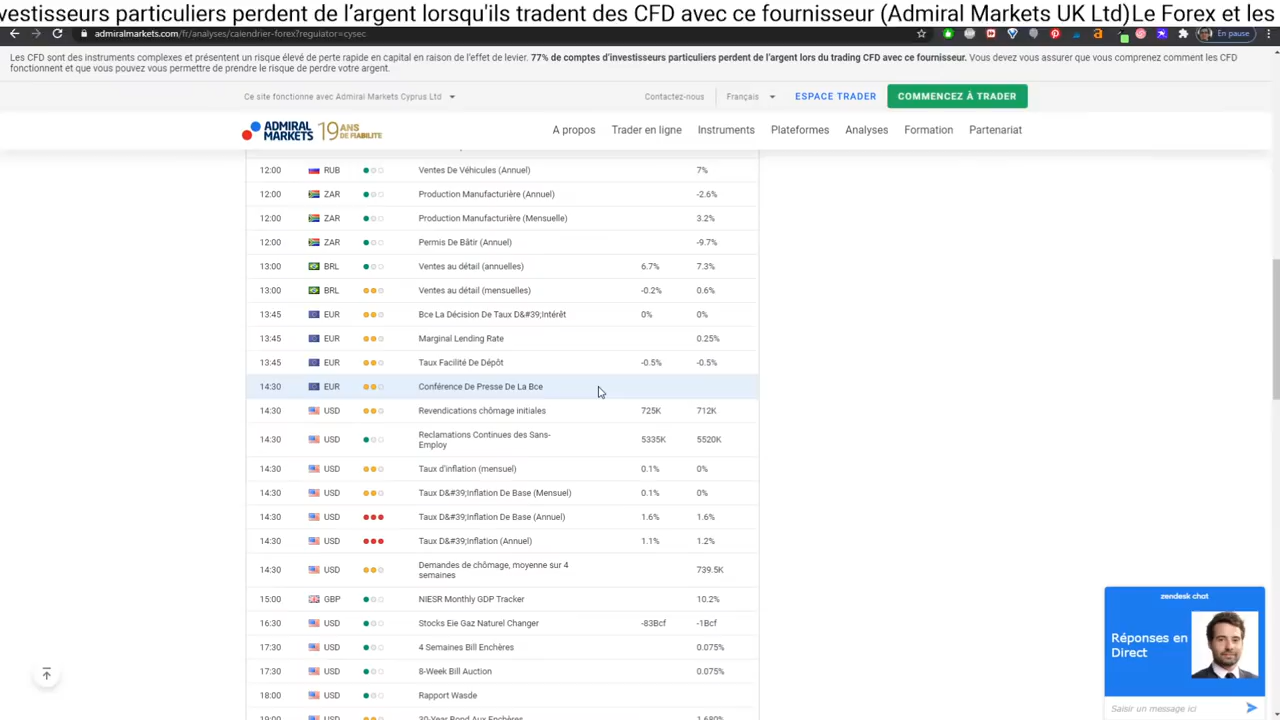 vestisseurs particuliers perdent de l’argent lorsqu'ils tradent des CFD avec ce fournisseur (Admiral Markets UK Ltd)Le Forex et les
admiralmarkets.com/fr/analyses/calendrier-forex?regulator=cysec
En pause
Les CFD sont des instruments complexes et présentent un risque élevé de perte rapide en capital en raison de l'effet de levier. 77% de comptes d'investisseurs particuliers perdent de l'argent lors du trading CFD avec ce fournisseur. Vous devez vous assurer que vous comprenez comment les CFD
fonctionnent et que vous pouvez vous permettre de prendre le risque de perdre votre argent.
Ce site fonctionne avec Admiral Markets Cyprus Ltd
Contactez-nous
Français
ESPACE TRADER
COMMENCEZ À TRADER
ADMIRAL MARKETS 19 ANS DE FIABILITE
A propos Trader en ligne Instruments Plateformes Analyses Formation Partenariat
12:00 RUB Ventes De Véhicules (Annuel) 7%
12:00 ZAR Production Manufacturière (Annuel) -2.6%
12:00 ZAR Production Manufacturière (Mensuelle) 3.2%
12:00 ZAR Permis De Bâtir (Annuel) -9.7%
13:00 BRL Ventes au détail (annuelles) 6.7% 7.3%
13:00 BRL Ventes au détail (mensuelles) -0.2% 0.6%
13:45 EUR Bce La Décision De Taux D&#39;Intérêt 0% 0%
13:45 EUR Marginal Lending Rate 0.25%
13:45 EUR Taux Facilité De Dépôt -0.5% -0.5%
14:30 EUR Conférence De Presse De La Bce
14:30 USD Revendications chômage initiales 725K 712K
14:30 USD Reclamations Continues des Sans-
Employ 5335K 5520K
14:30 USD Taux d'inflation (mensuel) 0.1% 0%
14:30 USD Taux D&#39;Inflation De Base (Mensuel) 0.1% 0%
14:30 USD Taux D&#39;Inflation De Base (Annuel) 1.6% 1.6%
14:30 USD Taux D&#39;Inflation (Annuel) 1.1% 1.2%
14:30 USD Demandes de chômage, moyenne sur 4
semaines 739.5K
15:00 GBP NIESR Monthly GDP Tracker 10.2%
16:30 USD Stocks Eie Gaz Naturel Changer -83Bcf -1Bcf
17:30 USD 4 Semaines Bill Enchères 0.075%
17:30 USD 8-Week Bill Auction 0.075%
18:00 USD Rapport Wasde
19:00 USD 30-Year Bond Aux Enchères 1.680%
zendesk chat
Réponses en
Direct
Saisir un message ici